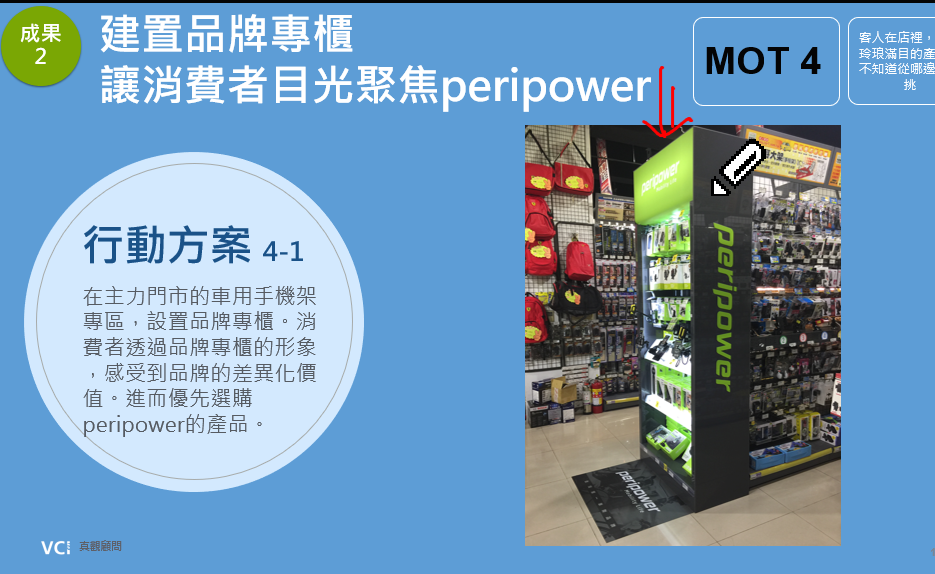 成果
2
建置品牌專櫃
讓消費者目光聚焦peripower
MOT 4
客人在店裡，
玲琅滿目的產
不知道從哪邊
挑
行動方案 4-1
在主力門市的車用手機架
專區，設置品牌專櫃。消
費者透過品牌專櫃的形象
，感受到品牌的差異化價
值。進而優先選購
peripower的產品。
peripower
Mobility Life
peripower
peripower
Mobility Life
VCi 真觀顧問